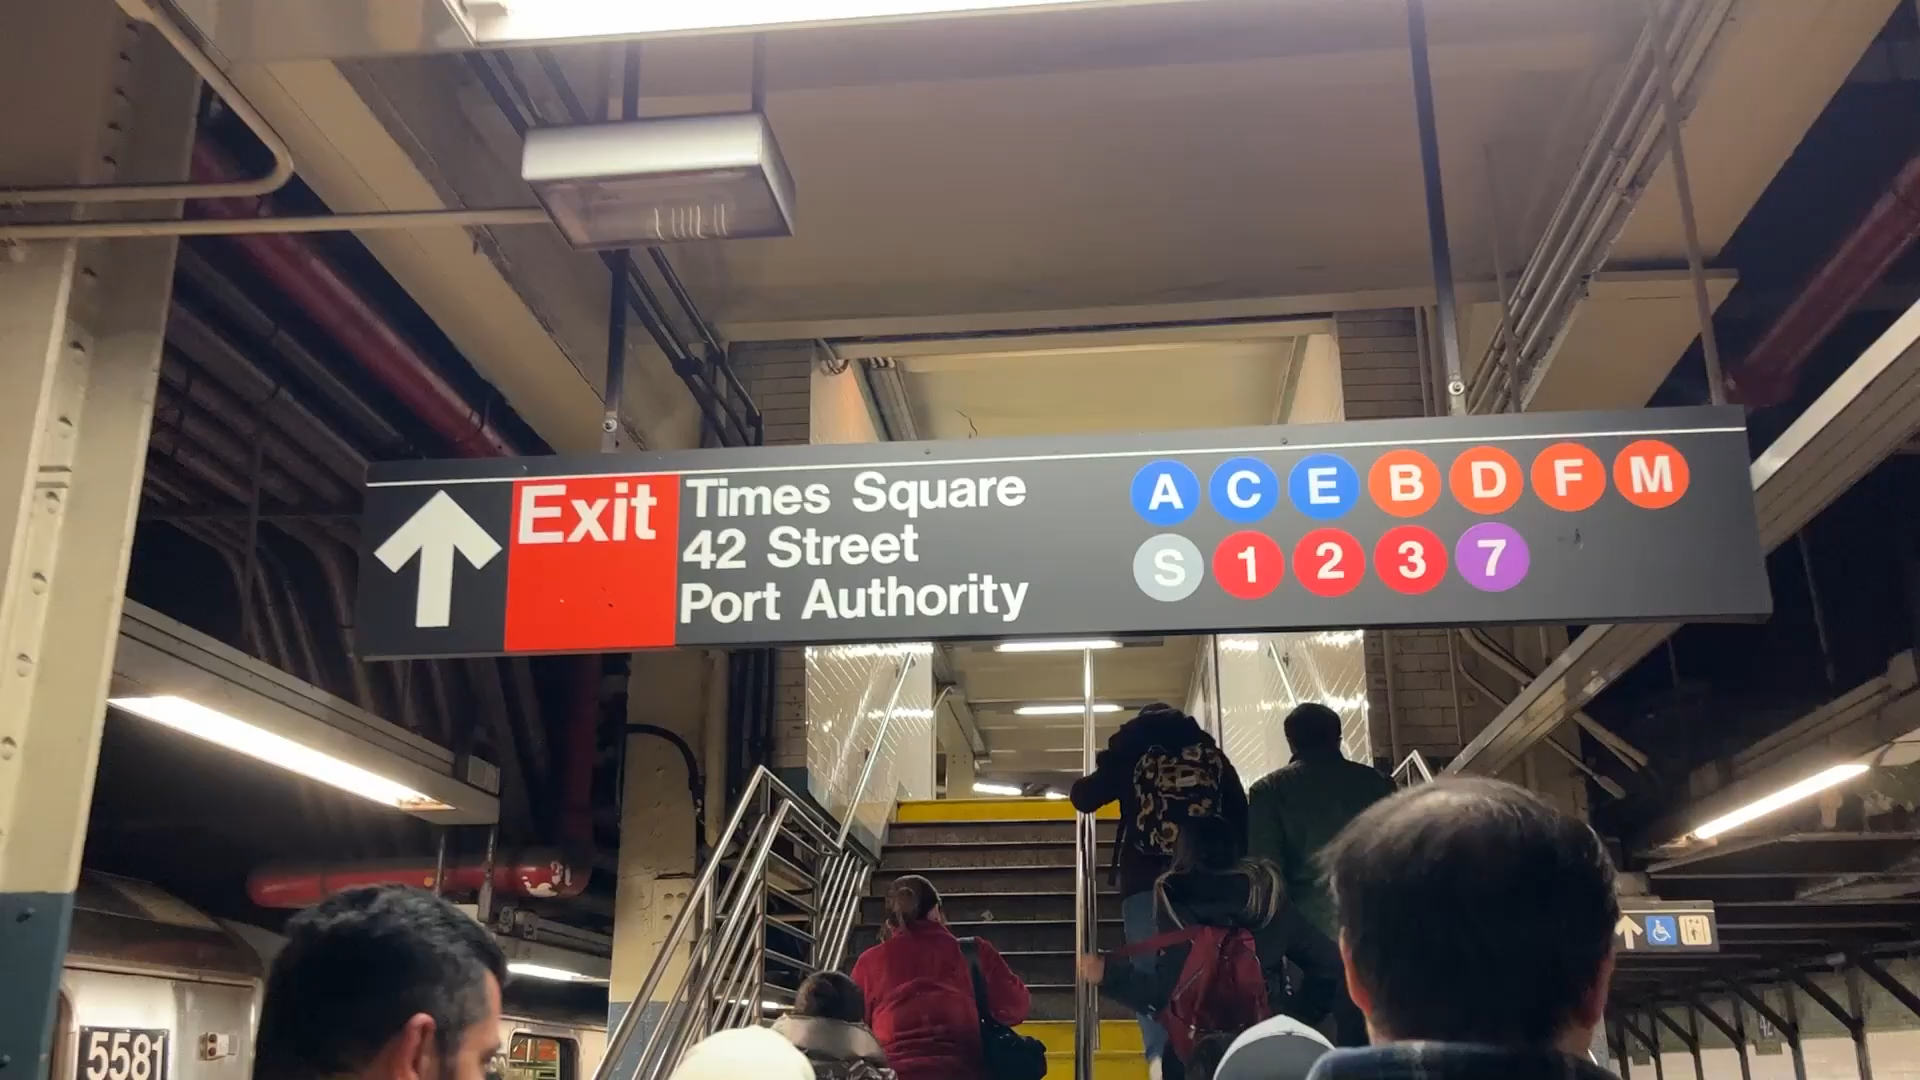 Exit
Times Square
42 Street
Port Authority
A C E B D F M
S 1 2 3 7
5581